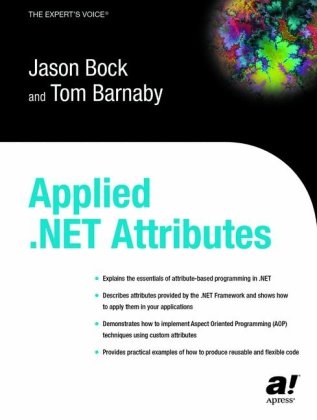 THE EXPERT'S VOICE®
Jason Bock
and Tom Barnaby
Applied
.NET Attributes
• Explains the essentials of attribute-based programming in .NET
• Describes attributes provided by the .NET Framework and shows how
to apply them in your applications
• Demonstrates how to implement Aspect Oriented Programming (AOP)
techniques using custom attributes
• Provides practical examples of how to produce reusable and flexible code
a!
Apress®